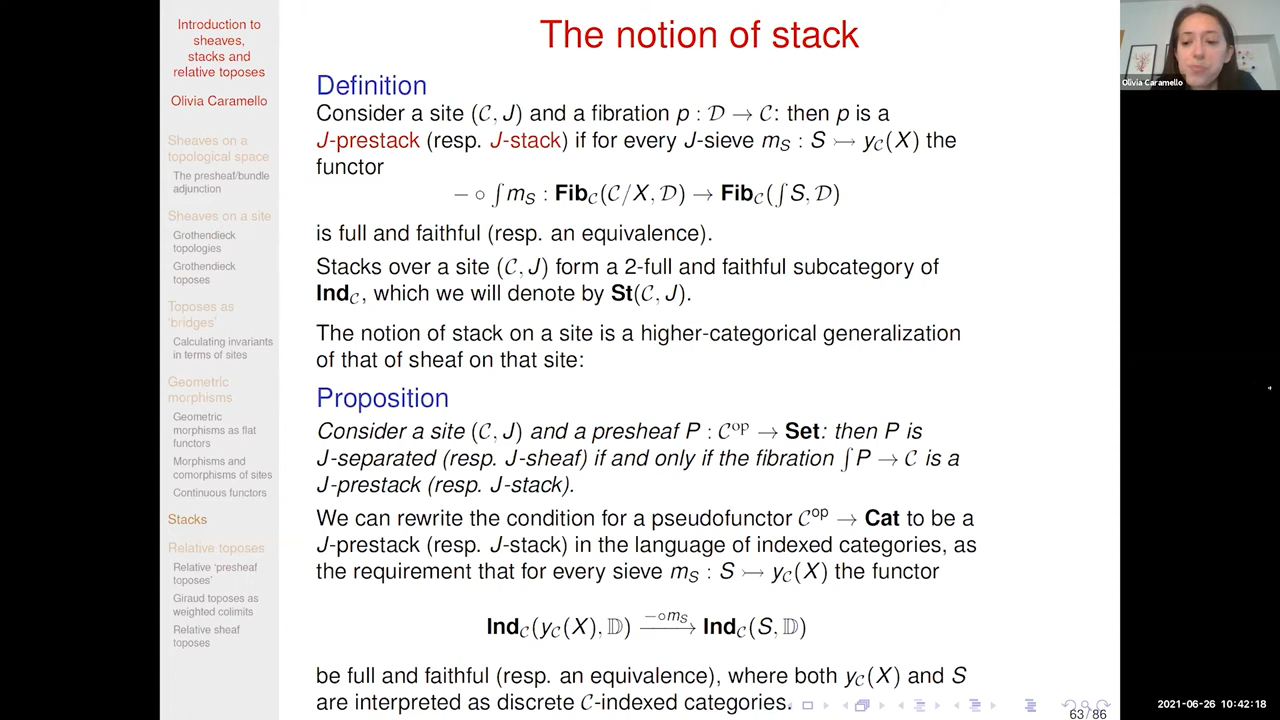 Introduction to
sheaves,
stacks and
relative toposes
Olivia Caramello
Sheaves on a
topological space
The presheaf/bundle
adjunction
Sheaves on a site
Grothendieck
topologies
Grothendieck
toposes
Toposes as
‘bridges’
Calculating invariants
in terms of sites
Geometric
morphisms
Geometric
morphisms as flat
functors
Morphisms and
comorphisms of sites
Continuous functors
Stacks
Relative toposes
Relative ‘presheaf
toposes’
Giraud toposes as
weighted colimits
Relative sheaf
toposes
The notion of stack
Definition
Consider a site (𝒞, J) and a fibration p : 𝒟 → 𝒞: then p is a
J-prestack (resp. J-stack) if for every J-sieve m_S : S ↣ y_𝒞(X) the
functor
− ∘ ∫ m_S : Fib_𝒞(𝒞/X, 𝒟) → Fib_𝒞(∫ S, 𝒟)
is full and faithful (resp. an equivalence).
Stacks over a site (𝒞, J) form a 2-full and faithful subcategory of
Ind_𝒞, which we will denote by St(𝒞, J).
The notion of stack on a site is a higher-categorical generalization
of that of sheaf on that site:
Proposition
Consider a site (𝒞, J) and a presheaf P : 𝒞^op → Set: then P is
J-separated (resp. J-sheaf) if and only if the fibration ∫ P → 𝒞 is a
J-prestack (resp. J-stack).
We can rewrite the condition for a pseudofunctor 𝒞^op → Cat to be a
J-prestack (resp. J-stack) in the language of indexed categories, as
the requirement that for every sieve m_S : S ↣ y_𝒞(X) the functor
Ind_𝒞(y_𝒞(X), 𝔻) −∘m_S⟶ Ind_𝒞(S, 𝔻)
be full and faithful (resp. an equivalence), where both y_𝒞(X) and S
are interpreted as discrete 𝒞-indexed categories.
63 / 86
Olivia Caramello
2021-06-26 10:42:18